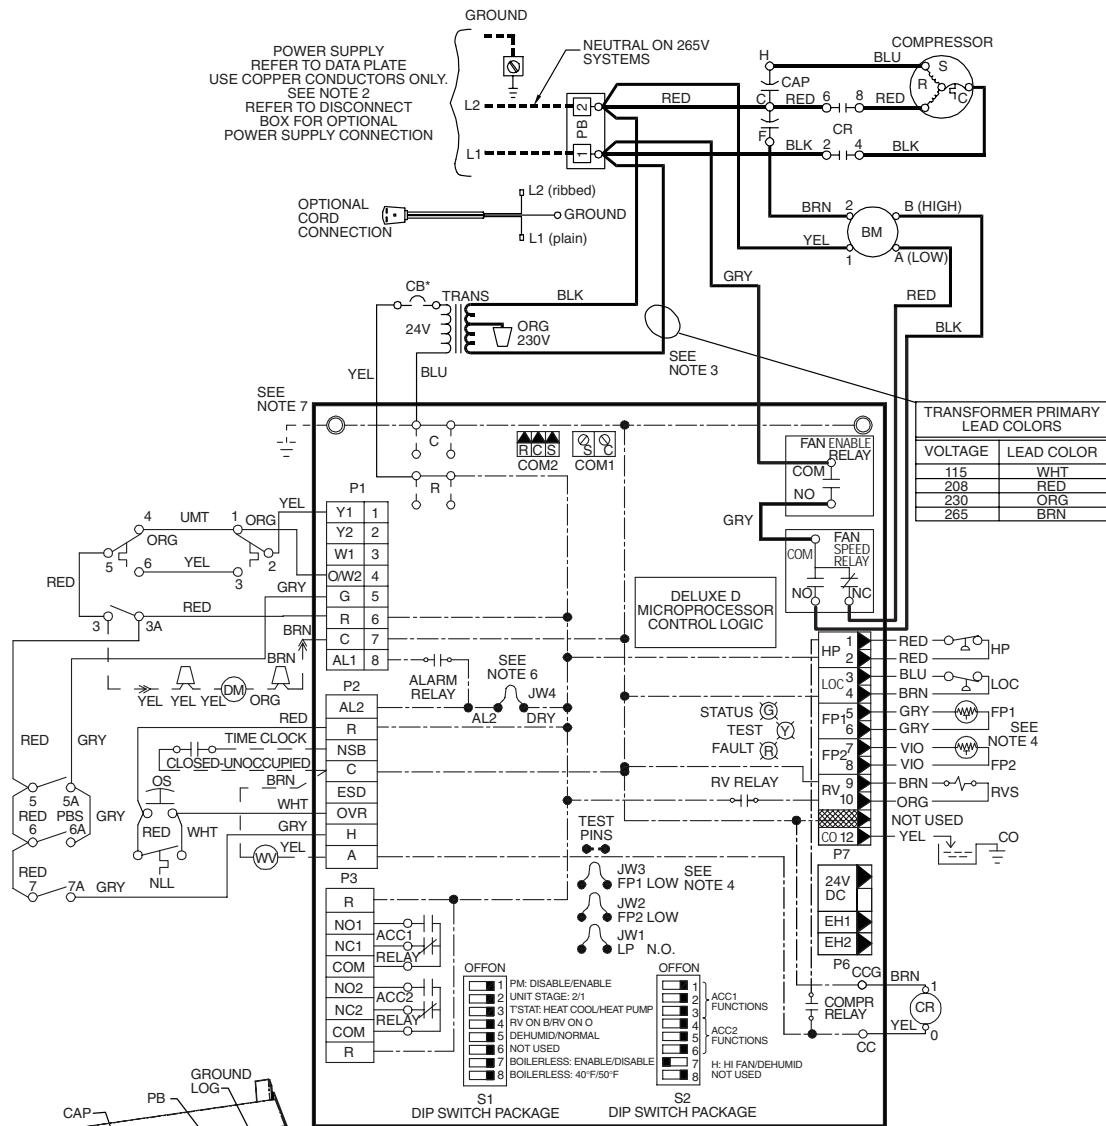 GROUND
POWER SUPPLY
REFER TO DATA PLATE
USE COPPER CONDUCTORS ONLY.
SEE NOTE 2
REFER TO DISCONNECT
BOX FOR OPTIONAL
POWER SUPPLY CONNECTION
NEUTRAL ON 265V
SYSTEMS
L2
L1
PB
2
1
RED
H
CAP
C
F
BLU
COMPRESSOR
S
R
C
RED 6 8 RED
CR
BLK 2 4 BLK
OPTIONAL
CORD
CONNECTION
L2 (ribbed)
GROUND
L1 (plain)
BRN 2
BM
B (HIGH)
YEL
1
A (LOW)
GRY
RED
BLK
CB*
TRANS
BLK
24V
ORG
230V
YEL
BLU
SEE
NOTE 3
SEE
NOTE 7
TRANSFORMER PRIMARY
LEAD COLORS
VOLTAGE LEAD COLOR
115 WHT
208 RED
230 ORG
265 BRN
C
R
R C S
COM2
S C
COM1
FAN ENABLE
RELAY
COM
NO
GRY
FAN
SPEED
RELAY
COM
NO
NC
DELUXE D
MICROPROCESSOR
CONTROL LOGIC
P1
Y1 1
Y2 2
W1 3
O/W2 4
G 5
R 6
C 7
AL1 8
YEL
4 UMT 1
ORG
ORG
5
6 YEL
3
2
RED
GRY
RED
3
3A
BRN
BRN
YEL YEL YEL
DM
ORG
ALARM
RELAY
SEE
NOTE 6
JW4
AL2
DRY
P2
AL2
R
NSB
C
ESD
OVR
H
A
RED
TIME CLOCK
CLOSED-UNOCCUPIED
BRN
OS
WHT
GRY
YEL
WV
RED
GRY
5
5A
RED PBS
6
6A
GRY
RED WHT
NLL
RED
7
7A
GRY
STATUS G
TEST Y
FAULT R
RV RELAY
TEST
PINS
JW3
FP1 LOW
SEE
NOTE 4
JW2
FP2 LOW
JW1
LP N.O.
HP 1 RED
2 RED
HP
LOC 3 BLU
4 BRN
LOC
FP1 5 GRY
6 GRY
FP1
SEE
NOTE 4
FP2 7 VIO
8 VIO
FP2
RV 9 BRN
10 ORG
RVS
NOT USED
CO 12 YEL
CO
P7
24V
DC
EH1
EH2
P6
CCG
BRN
1
CR
COMPR
RELAY
YEL
0
CC
P3
R
NO1
NC1
COM
NO2
NC2
COM
R
ACC1
RELAY
ACC2
RELAY
OFF ON
1 PM: DISABLE/ENABLE
2 UNIT STAGE: 2/1
3 T'STAT: HEAT COOL/HEAT PUMP
4 RV ON B/RV ON O
5 DEHUMID/NORMAL
6 NOT USED
7 BOILERLESS: ENABLE/DISABLE
8 BOILERLESS: 40°F/50°F
S1
DIP SWITCH PACKAGE
OFF ON
1
2
3
ACC1
FUNCTIONS
4
5
6
ACC2
FUNCTIONS
7
H: HI FAN/DEHUMID
8
NOT USED
S2
DIP SWITCH PACKAGE
CAP
PB
GROUND
LOG